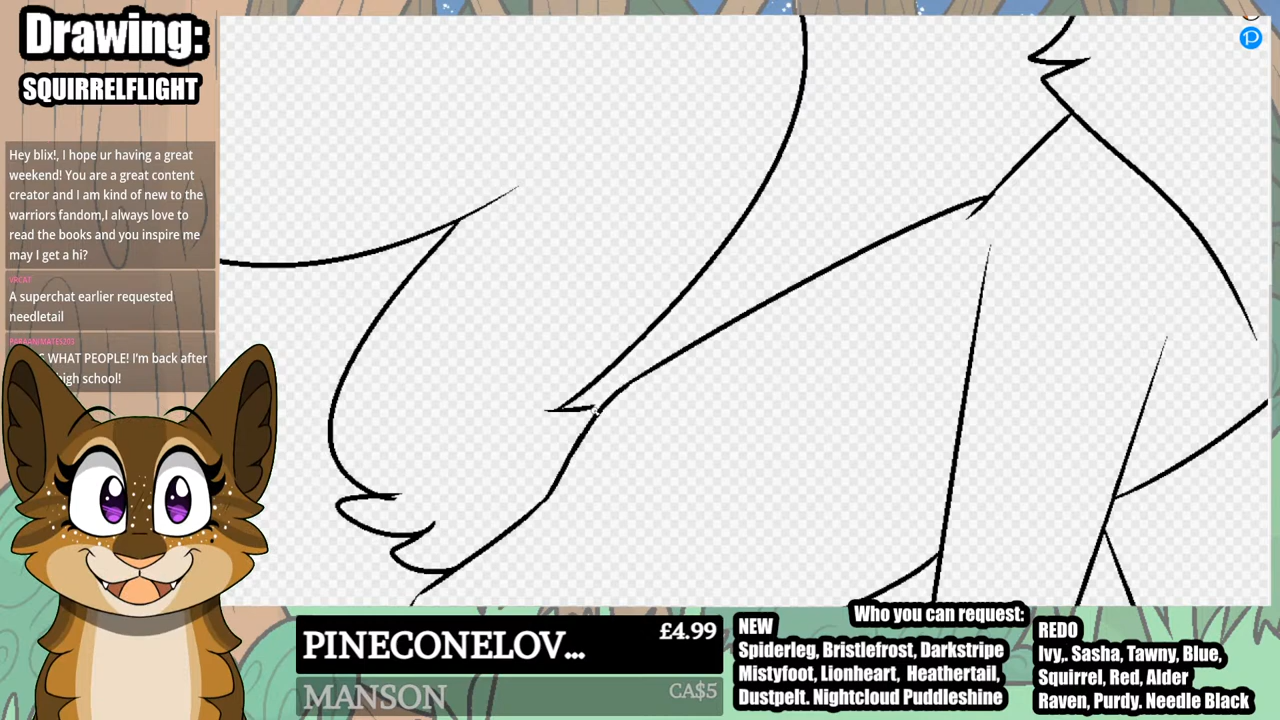 Drawing:
SQUIRRELFLIGHT
Hey blix!, I hope ur having a great
weekend! You are a great content
creator and I am kind of new to the
warriors fandom,I always love to
read the books and you inspire me
may I get a hi?
A superchat earlier requested
needletail
WHAT PEOPLE! I'm back after
high school!
PINECONELOV...
£4.99
MANSON
CA$5
Who you can request:
NEW
Spiderleg, Bristlefrost, Darkstripe
Mistyfoot, Lionheart, Heathertail,
Dustpelt. Nightcloud Puddleshine
REDO
Ivy,. Sasha, Tawny, Blue,
Squirrel, Red, Alder
Raven, Purdy. Needle Black